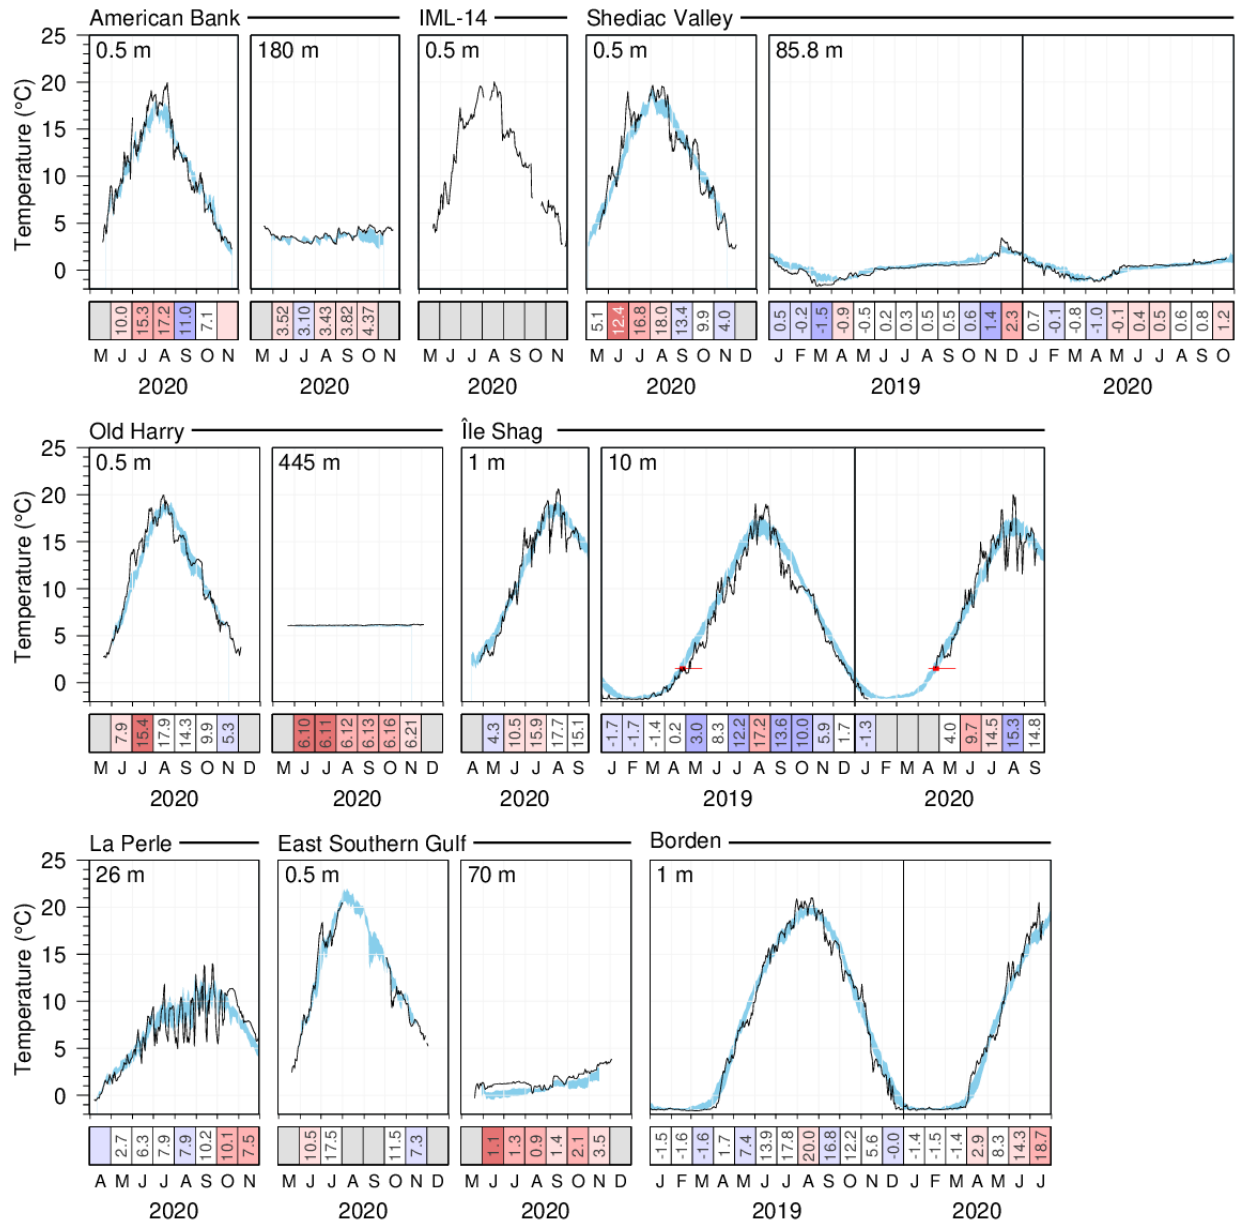 American Bank IML-14 Shediac Valley
Temperature (°C)
25
20
15
10
5
0
0.5 m 180 m 0.5 m 0.5 m 85.8 m
10.0 15.3 17.2 11.0 7.1
3.52 3.10 3.43 3.82 4.37
5.1 12.4 16.8 18.0 13.4 9.9 4.0
0.5 -0.2 -1.5 -0.9 -0.5 0.2 0.3 0.5 0.5 0.6 1.4 2.3 0.7 -0.1 -0.8 -1.0 -0.1 0.4 0.5 0.6 0.8 1.2
M J J A S O N M J J A S O N M J J A S O N M J J A S O N D J F M A M J J A S O N D J F M A M J J A S O
2020 2020 2020 2020 2019 2020
Old Harry Île Shag
Temperature (°C)
25
20
15
10
5
0
0.5 m 445 m 1 m 10 m
7.9 15.4 17.9 14.3 9.9 5.3
6.10 6.11 6.12 6.13 6.16 6.21
4.3 10.5 15.9 17.7 15.1
-1.7 -1.7 -1.4 0.2 3.0 8.3 12.2 17.2 13.6 10.0 5.9 1.7 -1.3 4.0 9.7 14.5 15.3 14.8
M J J A S O N D M J J A S O N D A M J J A S J F M A M J J A S O N D J F M A M J J A S
2020 2020 2020 2019 2020
La Perle East Southern Gulf Borden
Temperature (°C)
25
20
15
10
5
0
26 m 0.5 m 70 m 1 m
2.7 6.3 7.9 7.9 10.2 10.1 7.5
10.5 17.5 11.5 7.3
1.1 1.3 0.9 1.4 2.1 3.5
-1.5 -1.6 -1.6 1.7 7.4 13.9 17.8 20.0 16.8 12.2 5.6 -0.0 -1.4 -1.5 -1.4 2.9 8.3 14.3 18.7
A M J J A S O N M J J A S O N D M J J A S O N D J F M A M J J A S O N D J F M A M J J
2020 2020 2020 2019 2020